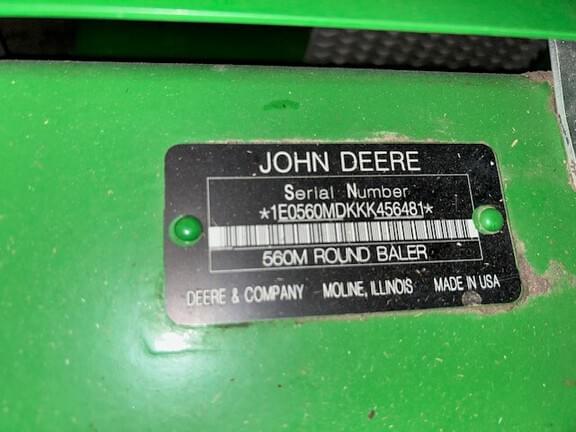 JOHN DEERE
Serial Number
*1E0560MDKKK456481*
560M ROUND BALER
DEERE & COMPANY MOLINE, ILLINOIS MADE IN USA